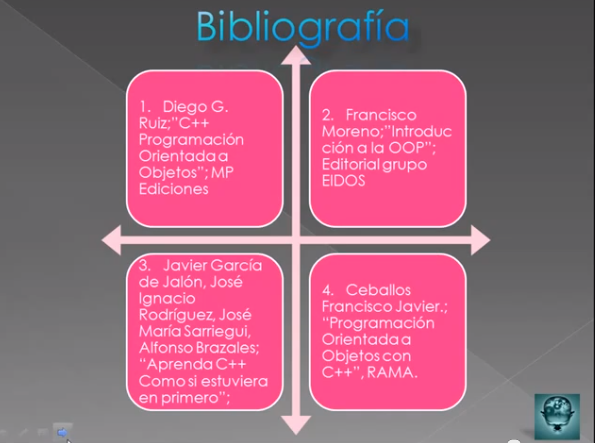 Bibliografía
1. Diego G.
Ruiz;"C++
Programación
Orientada a
Objetos"; MP
Ediciones
2. Francisco
Moreno;"Introduc
ción a la OOP";
Editorial grupo
EIDOS
3. Javier García
de Jalón, José
Ignacio
Rodríguez, José
María Sarriegui,
Alfonso Brazales;
"Aprenda C++
Como si estuviera
en primero";
4. Ceballos
Francisco Javier.;
"Programación
Orientada a
Objetos con
C++", RAMA.